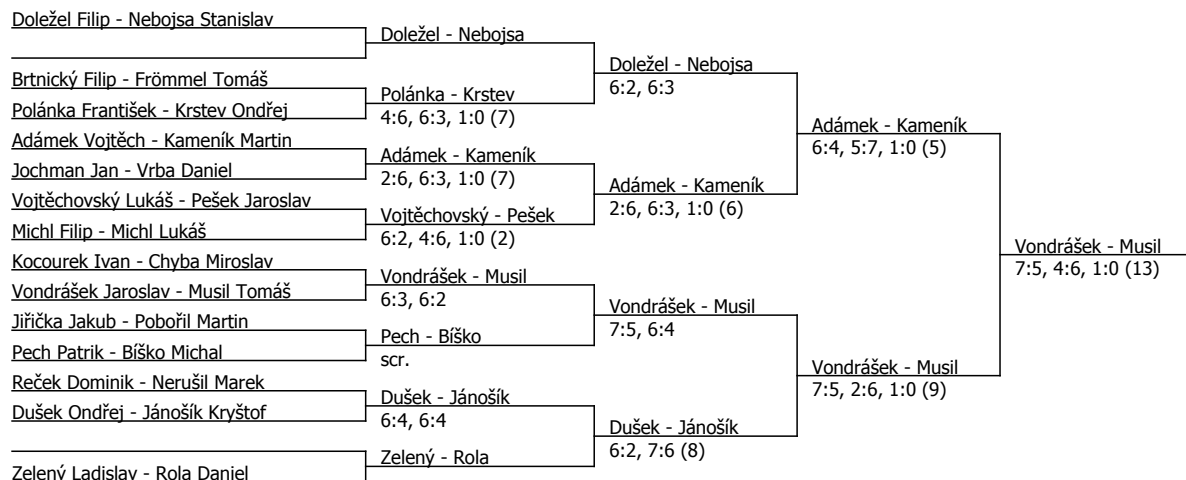 Doležel Filip - Nebojsa Stanislav
Brtnický Filip - Frömmel Tomáš
Polánka František - Krstev Ondřej
Adámek Vojtěch - Kameník Martin
Jochman Jan - Vrba Daniel
Vojtěchovský Lukáš - Pešek Jaroslav
Michl Filip - Michl Lukáš
Kocourek Ivan - Chyba Miroslav
Vondrášek Jaroslav - Musil Tomáš
Jiřička Jakub - Pobořil Martin
Pech Patrik - Bíško Michal
Reček Dominik - Nerušil Marek
Dušek Ondřej - Jánošík Kryštof
Zelený Ladislav - Rola Daniel
Doležel - Nebojsa
Polánka - Krstev
4:6, 6:3, 1:0 (7)
Adámek - Kameník
2:6, 6:3, 1:0 (7)
Vojtěchovský - Pešek
6:2, 4:6, 1:0 (2)
Vondrášek - Musil
6:3, 6:2
Pech - Bíško
scr.
Dušek - Jánošík
6:4, 6:4
Zelený - Rola
Doležel - Nebojsa
6:2, 6:3
Adámek - Kameník
2:6, 6:3, 1:0 (6)
Vondrášek - Musil
7:5, 6:4
Dušek - Jánošík
6:2, 7:6 (8)
Adámek - Kameník
6:4, 5:7, 1:0 (5)
Vondrášek - Musil
7:5, 2:6, 1:0 (9)
Vondrášek - Musil
7:5, 4:6, 1:0 (13)